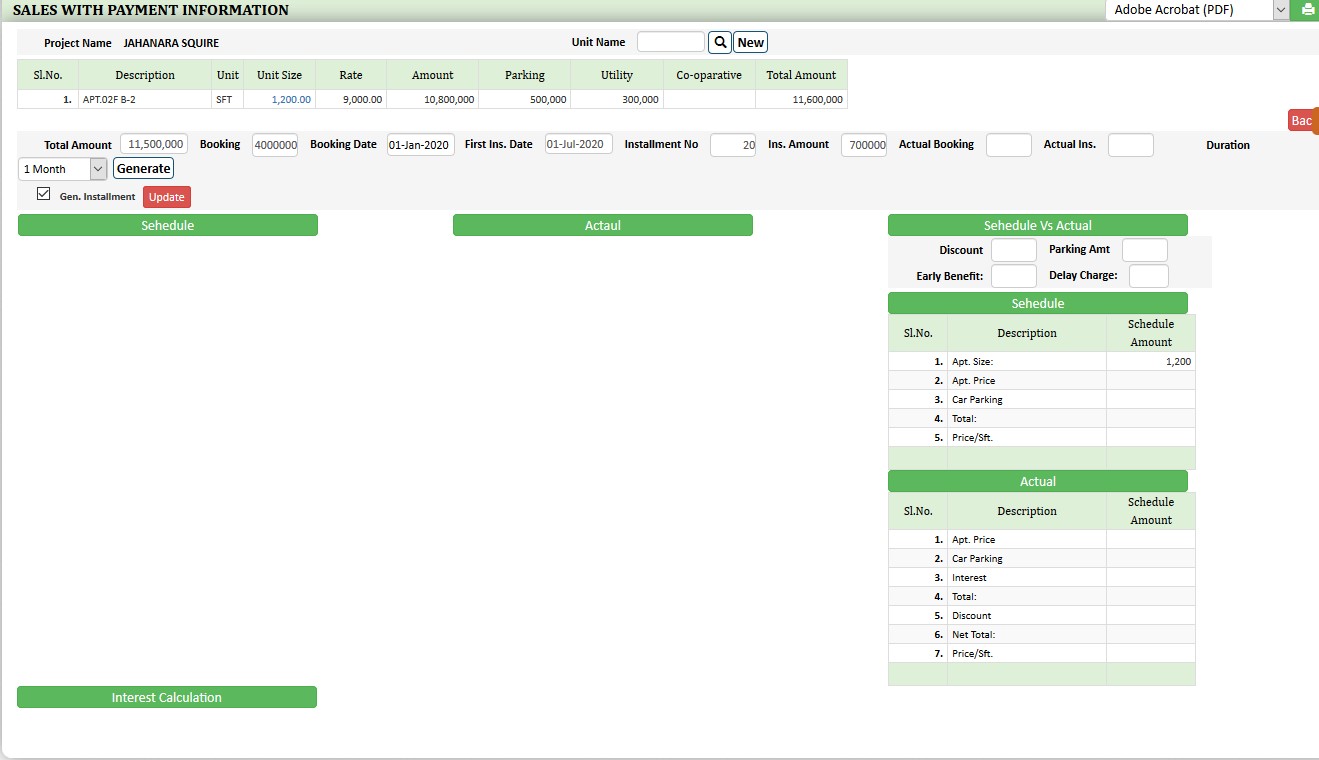 SALES WITH PAYMENT INFORMATION Adobe Acrobat (PDF)
Project Name JAHANARA SQUIRE Unit Name New
Sl.No. Description Unit Unit Size Rate Amount Parking Utility Co-oparative Total Amount
1. APT.02F B-2 SFT 1,200.00 9,000.00 10,800,000 500,000 300,000 11,600,000
Bac
Total Amount 11,500,000 Booking 4000000 Booking Date 01-Jan-2020 First Ins. Date 01-Jul-2020 Installment No 20 Ins. Amount 700000 Actual Booking Actual Ins. Duration
1 Month Generate
Gen. Installment Update
Sehedule Actaul Sehedule Vs Actual
Discount Parking Amt
Early Benefit: Delay Charge:
Sehedule
Sl.No. Description Schedule
Amount
1. Apt. Size: 1,200
2. Apt. Price
3. Car Parking
4. Total:
5. Price/Sft.
Actual
Sl.No. Description Schedule
Amount
1. Apt. Price
2. Car Parking
3. Interest
4. Total:
5. Discount
6. Net Total:
7. Price/Sft.
Interest Calculation